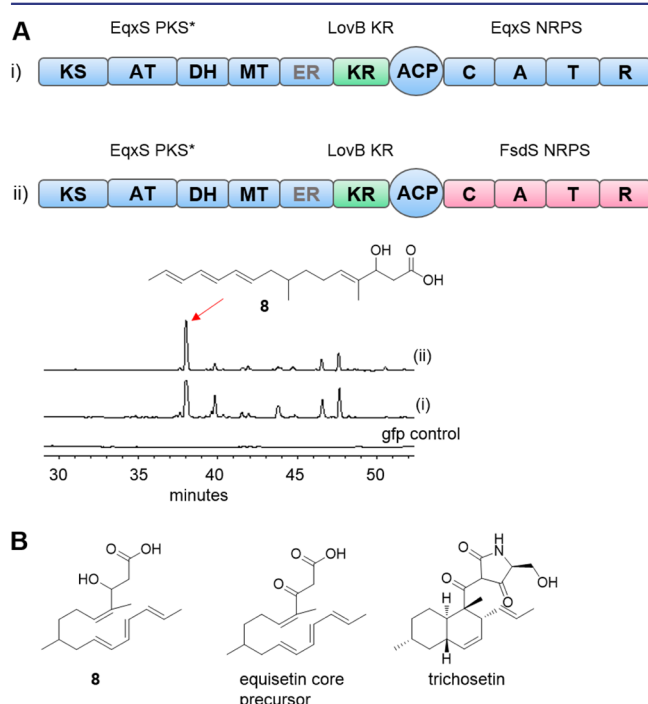 A
EqxS PKS* LovB KR EqxS NRPS
i) KS AT DH MT ER KR ACP C A T R
EqxS PKS* LovB KR FsdS NRPS
ii) KS AT DH MT ER KR ACP C A T R
OH O
OH
8
(ii)
(i)
gfp control
30 35 40 45 50
minutes
B
O OH
HO
8
O OH
O
equisetin core
precursor
H
O N
O
OH
O
H
H
trichosetin